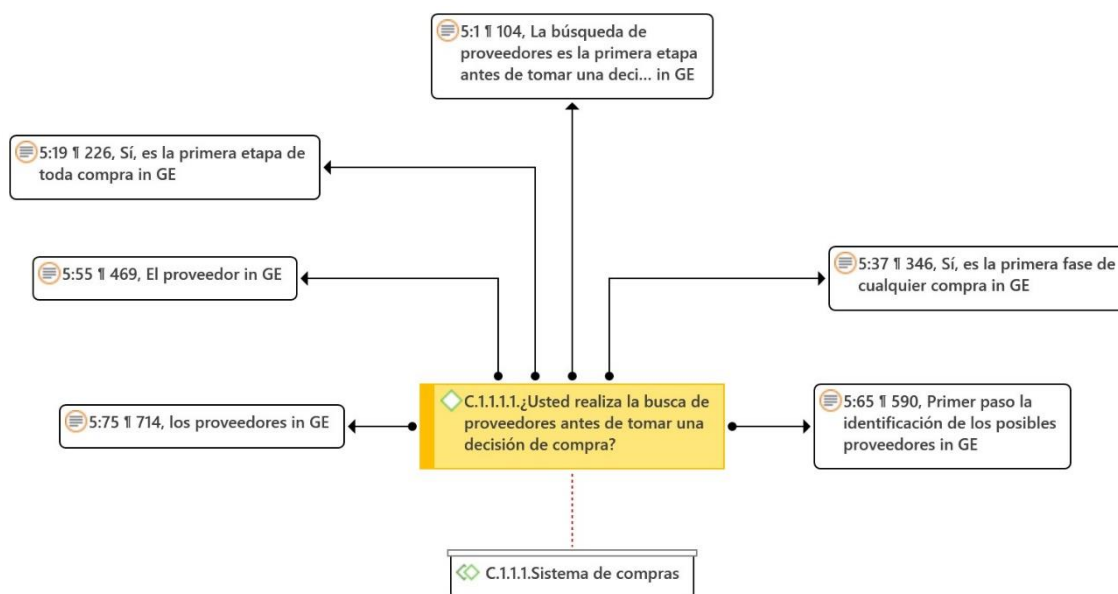 5:1 ¶ 104, La búsqueda de
proveedores es la primera etapa
antes de tomar una deci... in GE
5:19 ¶ 226, Sí, es la primera etapa de
toda compra in GE
5:55 ¶ 469, El proveedor in GE
5:37 ¶ 346, Sí, es la primera fase de
cualquier compra in GE
5:75 ¶ 714, los proveedores in GE
C.1.1.1.1.¿Usted realiza la busca de
proveedores antes de tomar una
decisión de compra?
5:65 ¶ 590, Primer paso la
identificación de los posibles
proveedores in GE
C.1.1.1.Sistema de compras